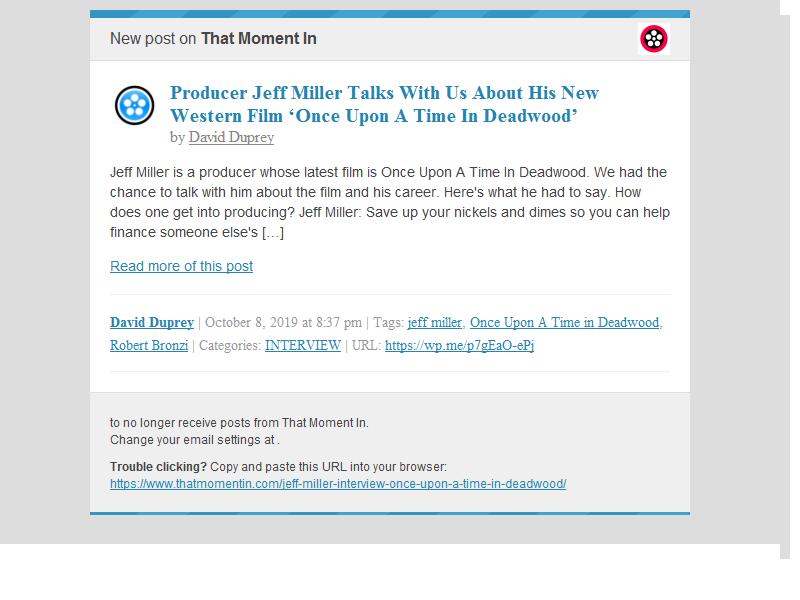 New post on That Moment In
Producer Jeff Miller Talks With Us About His New
Western Film ‘Once Upon A Time In Deadwood’
by David Duprey
Jeff Miller is a producer whose latest film is Once Upon A Time In Deadwood. We had the
chance to talk with him about the film and his career. Here's what he had to say. How
does one get into producing? Jeff Miller: Save up your nickels and dimes so you can help
finance someone else's […]
Read more of this post
David Duprey | October 8, 2019 at 8:37 pm | Tags: jeff miller, Once Upon A Time in Deadwood,
Robert Bronzi | Categories: INTERVIEW | URL: https://wp.me/p7gEaO-ePj
to no longer receive posts from That Moment In.
Change your email settings at .
Trouble clicking? Copy and paste this URL into your browser:
https://www.thatmomentin.com/jeff-miller-interview-once-upon-a-time-in-deadwood/